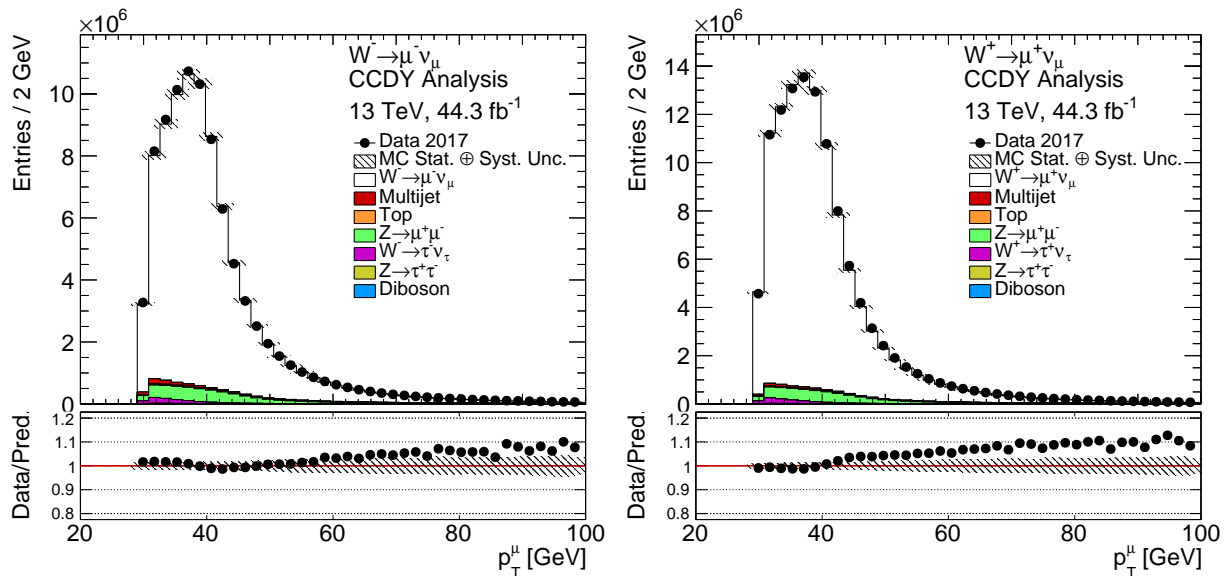 ×10⁶
Entries / 2 GeV
10
8
6
4
2
0
W⁻→μ⁻ν_μ
CCDY Analysis
13 TeV, 44.3 fb⁻¹
Data 2017
MC Stat. ⊕ Syst. Unc.
W⁻→μ⁻ν_μ
Multijet
Top
Z→μ⁺μ⁻
W⁻→τ⁻ν_τ
Z→τ⁺τ⁻
Diboson
Data/Pred.
1.2
1.1
1
0.9
0.8
20 40 60 80 100
p_T^μ [GeV]
×10⁶
Entries / 2 GeV
14
12
10
8
6
4
2
0
W⁺→μ⁺ν_μ
CCDY Analysis
13 TeV, 44.3 fb⁻¹
Data 2017
MC Stat. ⊕ Syst. Unc.
W⁺→μ⁺ν_μ
Multijet
Top
Z→μ⁺μ⁻
W⁺→τ⁺ν_τ
Z→τ⁺τ⁻
Diboson
Data/Pred.
1.2
1.1
1
0.9
0.8
20 40 60 80 100
p_T^μ [GeV]